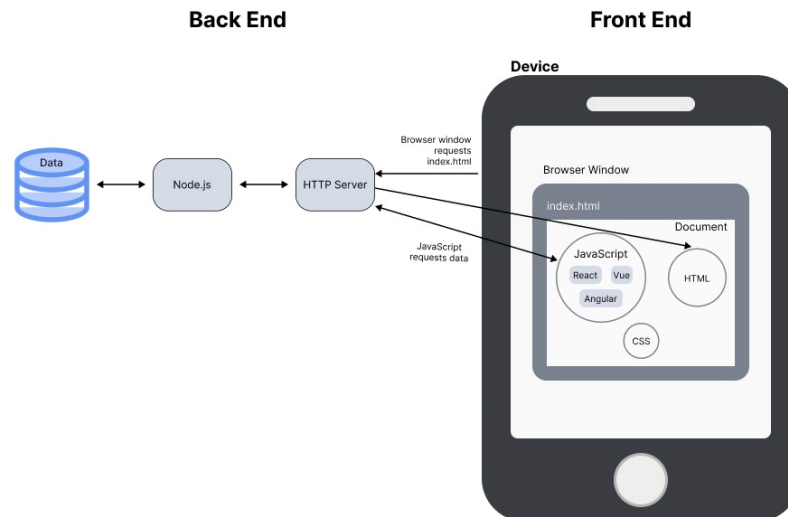 Back End
Front End
Device
Data
Node.js
HTTP Server
Browser window
requests
index.html
JavaScript
requests data
Browser Window
index.html
Document
JavaScript
React
Vue
Angular
HTML
CSS